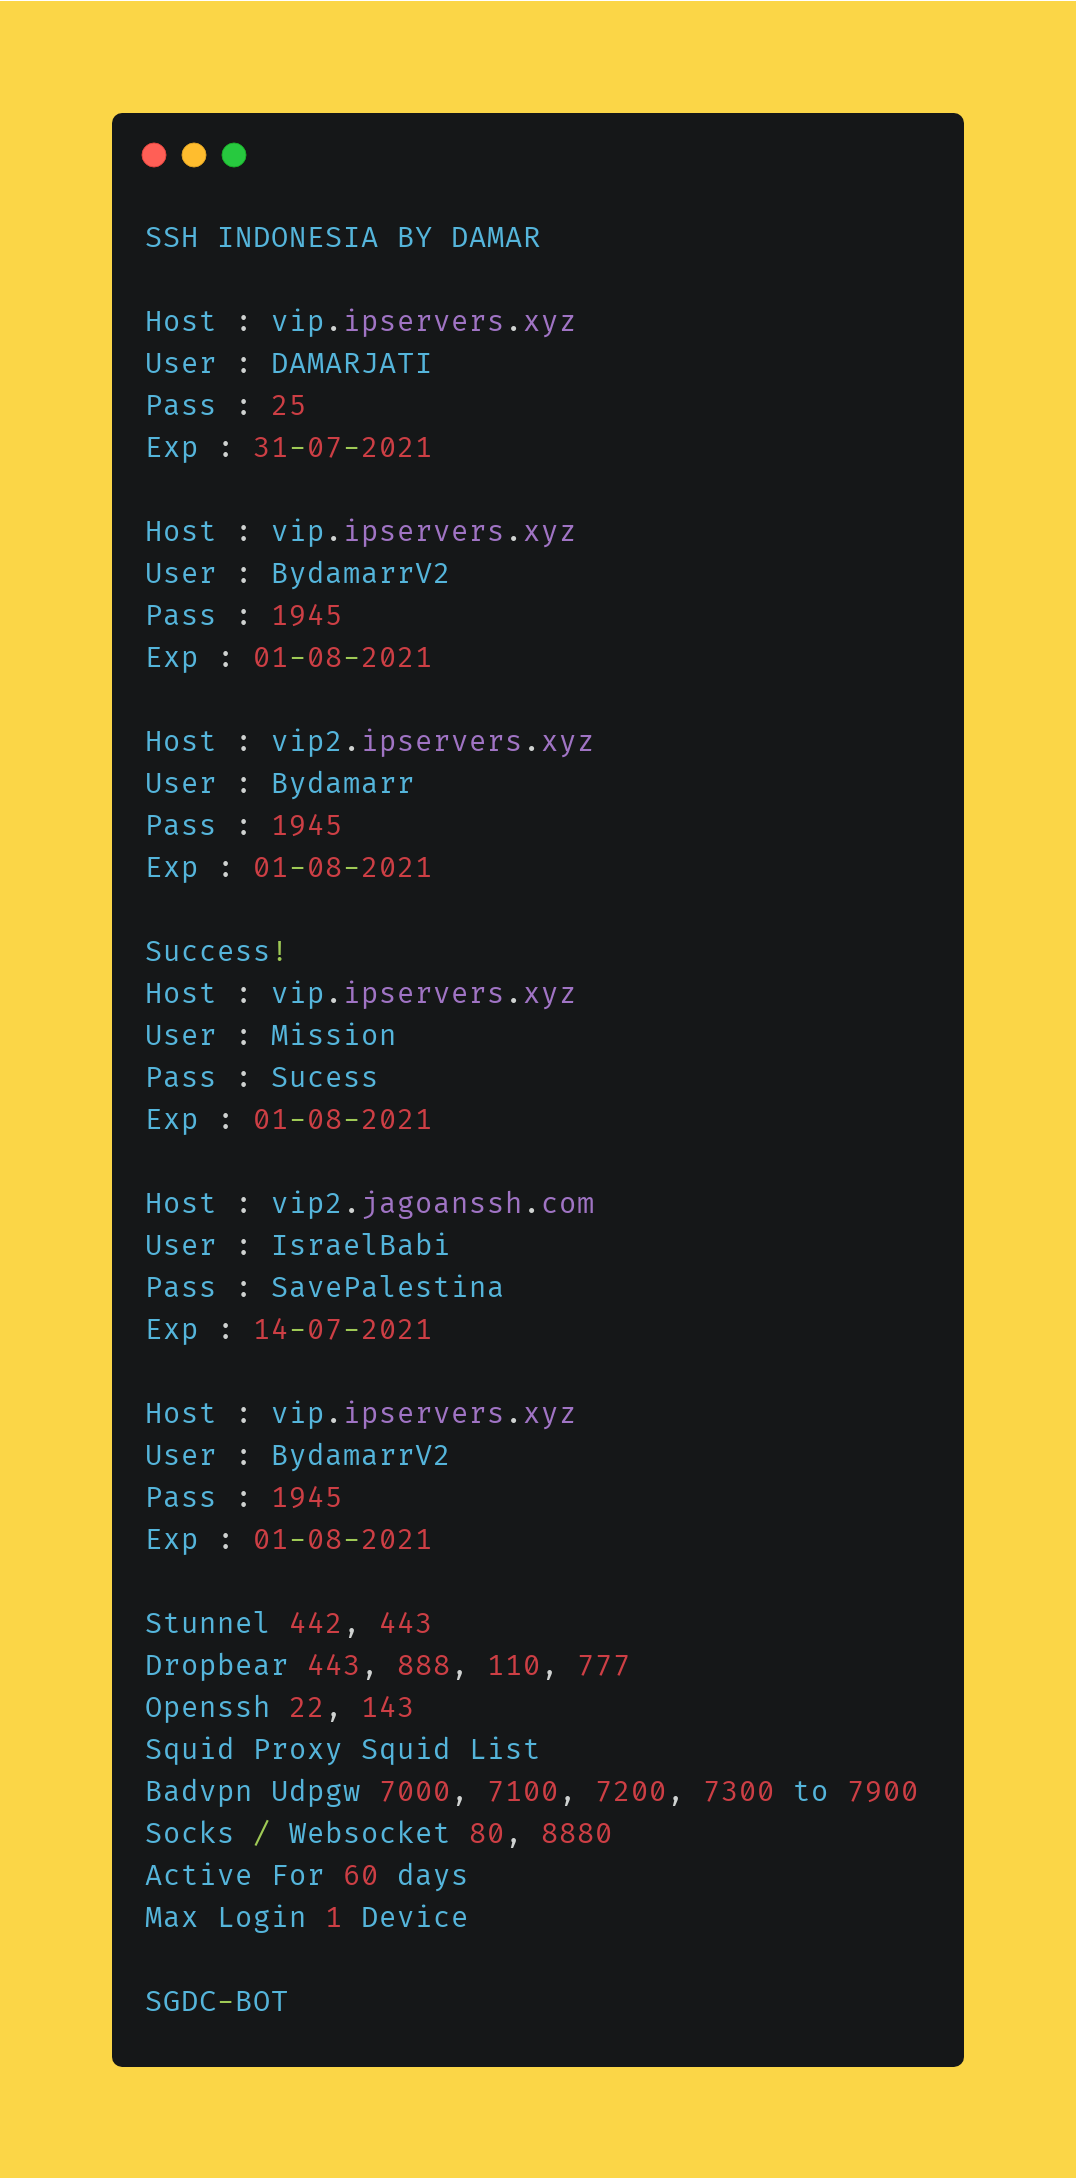 SSH INDONESIA BY DAMAR
Host : vip.ipservers.xyz
User : DAMARJATI
Pass : 25
Exp : 31-07-2021
Host : vip.ipservers.xyz
User : BydamarrV2
Pass : 1945
Exp : 01-08-2021
Host : vip2.ipservers.xyz
User : Bydamarr
Pass : 1945
Exp : 01-08-2021
Success!
Host : vip.ipservers.xyz
User : Mission
Pass : Sucess
Exp : 01-08-2021
Host : vip2.jagoanssh.com
User : IsraelBabi
Pass : SavePalestina
Exp : 14-07-2021
Host : vip.ipservers.xyz
User : BydamarrV2
Pass : 1945
Exp : 01-08-2021
Stunnel 442, 443
Dropbear 443, 888, 110, 777
Openssh 22, 143
Squid Proxy Squid List
Badvpn Udpgw 7000, 7100, 7200, 7300 to 7900
Socks / Websocket 80, 8880
Active For 60 days
Max Login 1 Device
SGDC-BOT